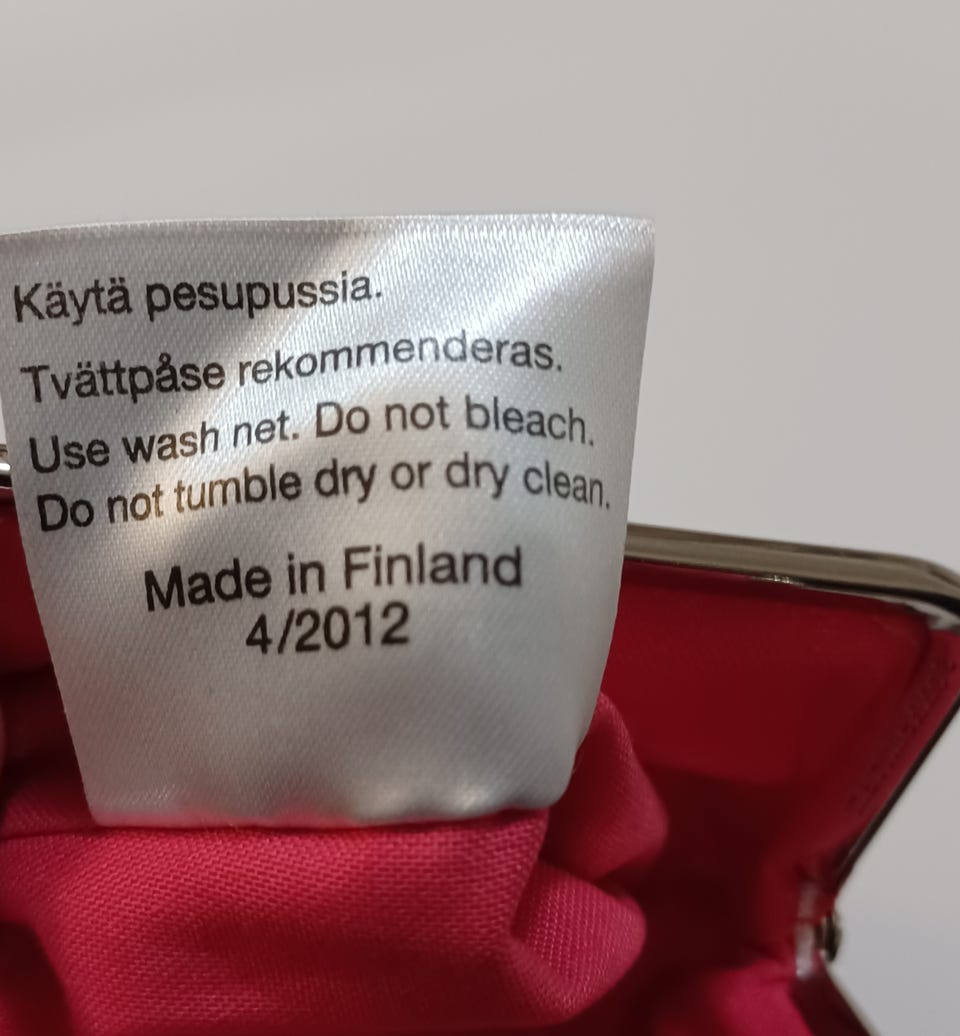 Käytä pesupussia.
Tvättpåse rekommenderas.
Use wash net. Do not bleach.
Do not tumble dry or dry clean.
Made in Finland
4/2012